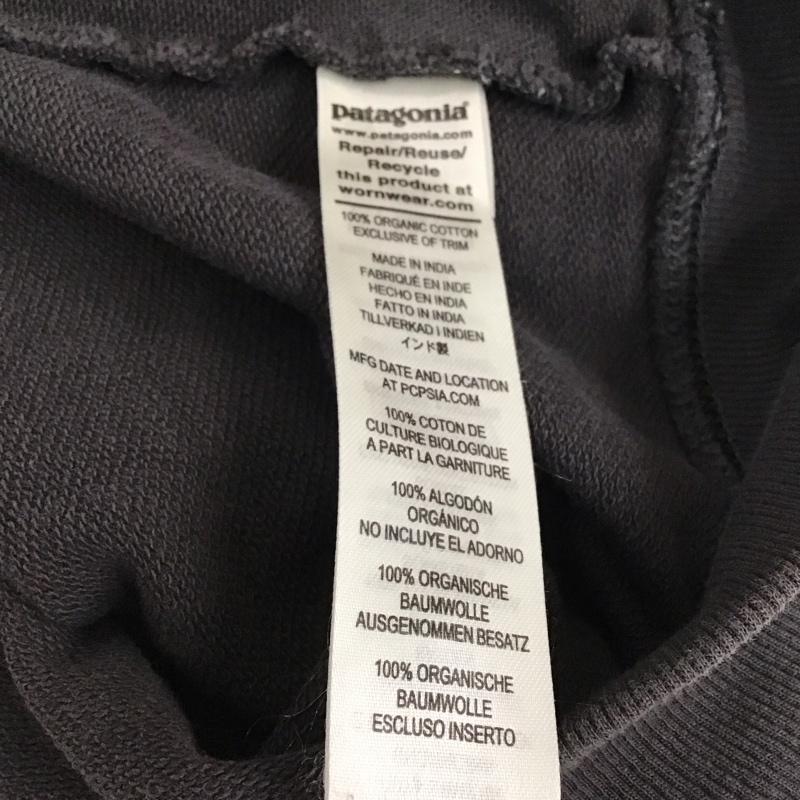 patagonia®
www.patagonia.com
Repair/Reuse/
Recycle
this product at
wornwear.com
100% ORGANIC COTTON
EXCLUSIVE OF TRIM
MADE IN INDIA
FABRIQUÉ EN INDE
HECHO EN INDIA
FATTO IN INDIA
TILLVERKAD I INDIEN
インド製
MFG DATE AND LOCATION
AT PCPSIA.COM
100% COTON DE
CULTURE BIOLOGIQUE
A PART LA GARNITURE
100% ALGODÓN
ORGÁNICO
NO INCLUYE EL ADORNO
100% ORGANISCHE
BAUMWOLLE
AUSGENOMMEN BESATZ
100% ORGANISCHE
BAUMWOLLE
ESCLUSO INSERTO